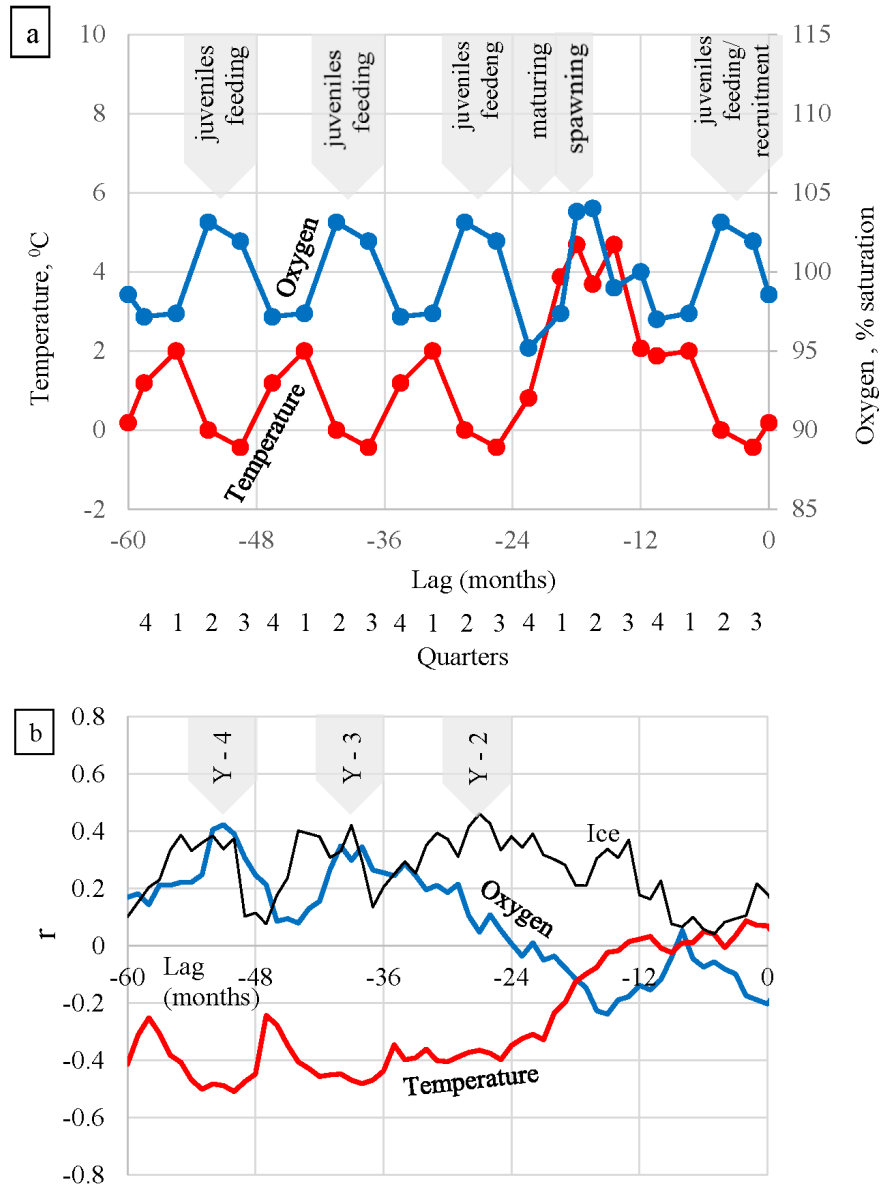 a
10
8
6
4
2
0
-2
Temperature, ⁰C
115
110
105
100
95
90
85
Oxygen , % saturation
juveniles
feeding
juveniles
feeding
juveniles
feedeng
maturing
spawning
juveniles
feeding/
recruitment
Oxygen
Temperature
-60
-48
-36
-24
-12
0
Lag (months)
4 1 2 3 4 1 2 3 4 1 2 3 4 1 2 3 4 1 2 3
Quarters
b
r
0.8
0.6
0.4
0.2
0
-0.2
-0.4
-0.6
-0.8
Y - 4
Y - 3
Y - 2
Ice
Oxygen
Temperature
-60
-48
-36
-24
-12
0
Lag
(months)